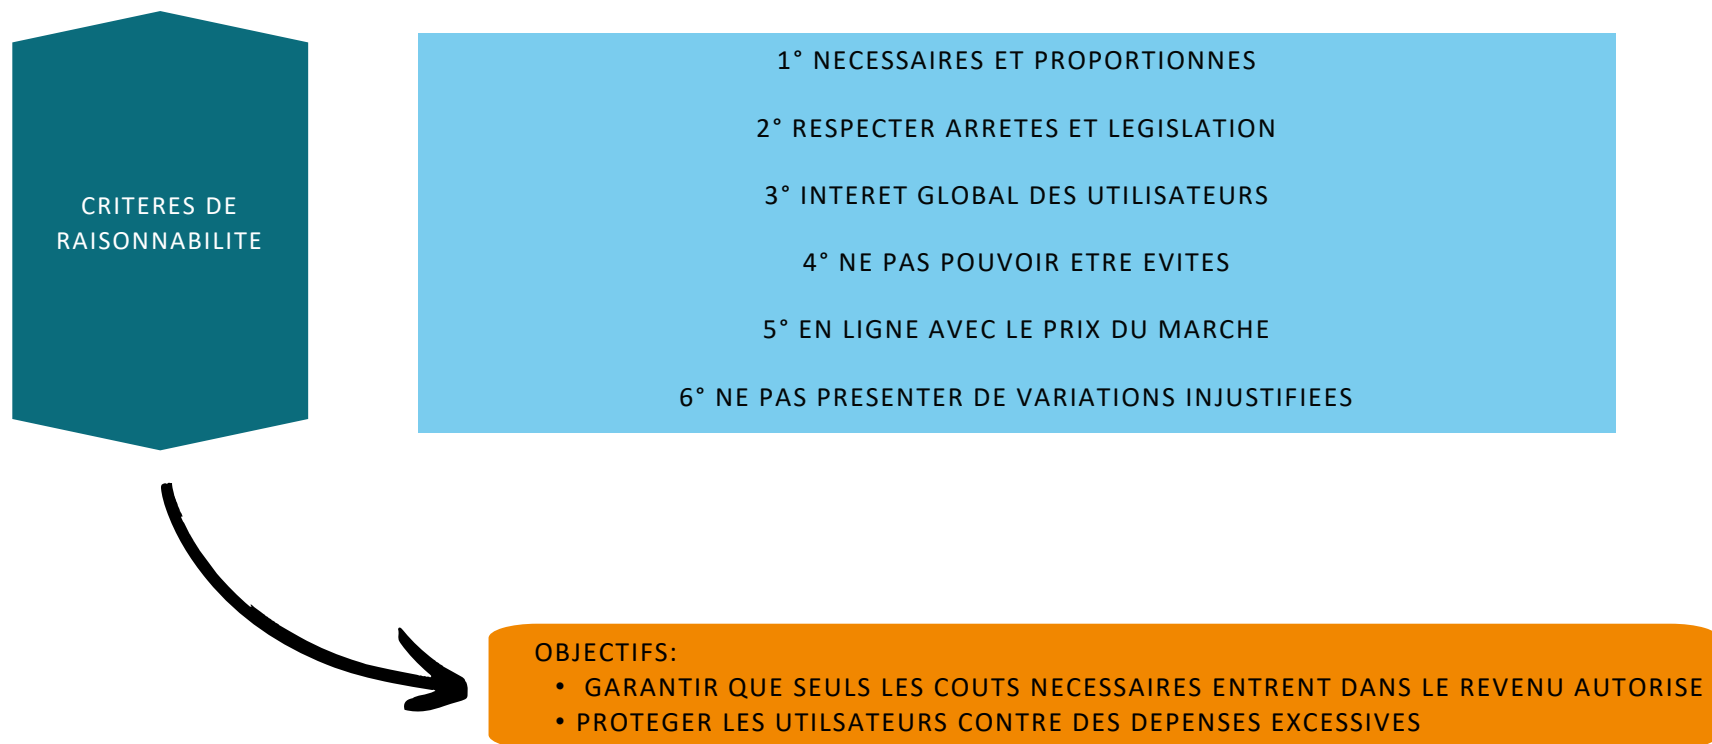 CRITERES DE
RAISONNABILITE
1° NECESSAIRES ET PROPORTIONNES
2° RESPECTER ARRETES ET LEGISLATION
3° INTERET GLOBAL DES UTILISATEURS
4° NE PAS POUVOIR ETRE EVITES
5° EN LIGNE AVEC LE PRIX DU MARCHE
6° NE PAS PRESENTER DE VARIATIONS INJUSTIFIEES
OBJECTIFS:
• GARANTIR QUE SEULS LES COUTS NECESSAIRES ENTRENT DANS LE REVENU AUTORISE
• PROTEGER LES UTILSATEURS CONTRE DES DEPENSES EXCESSIVES